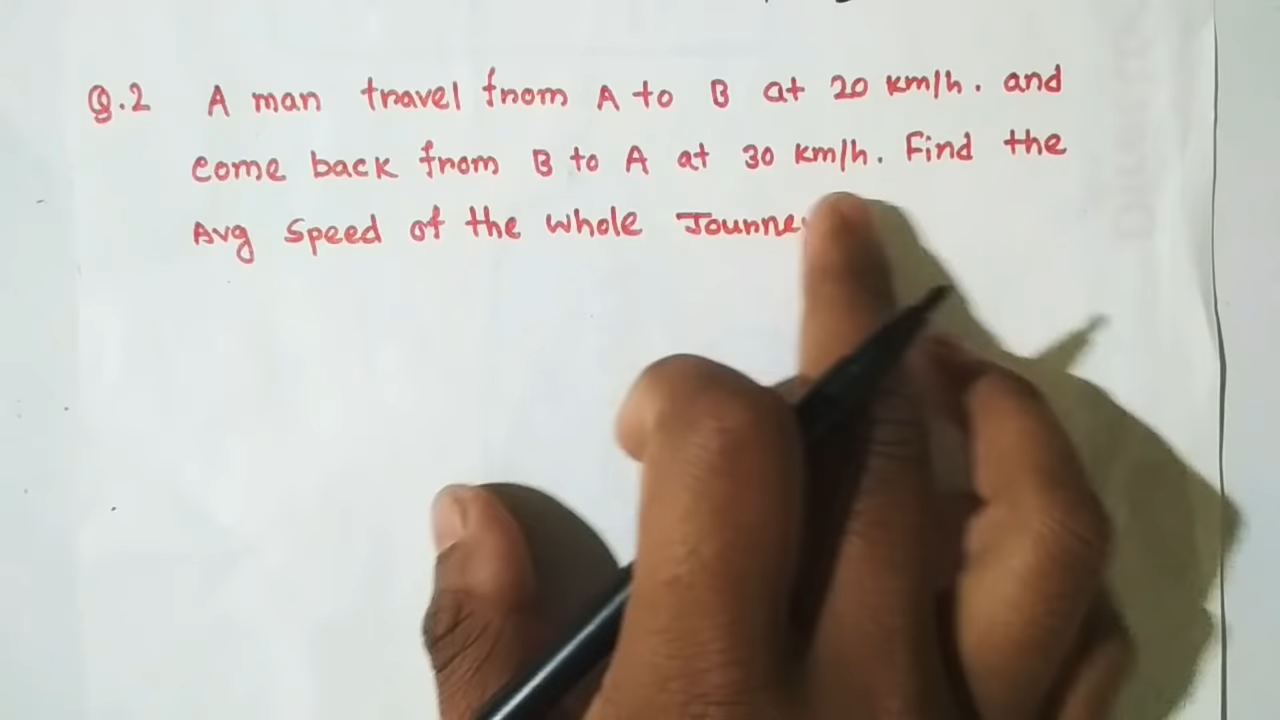 Q.2 A man travel from A to B at 20 km/h. and
come back from B to A at 30 km/h. Find the
Avg Speed of the whole